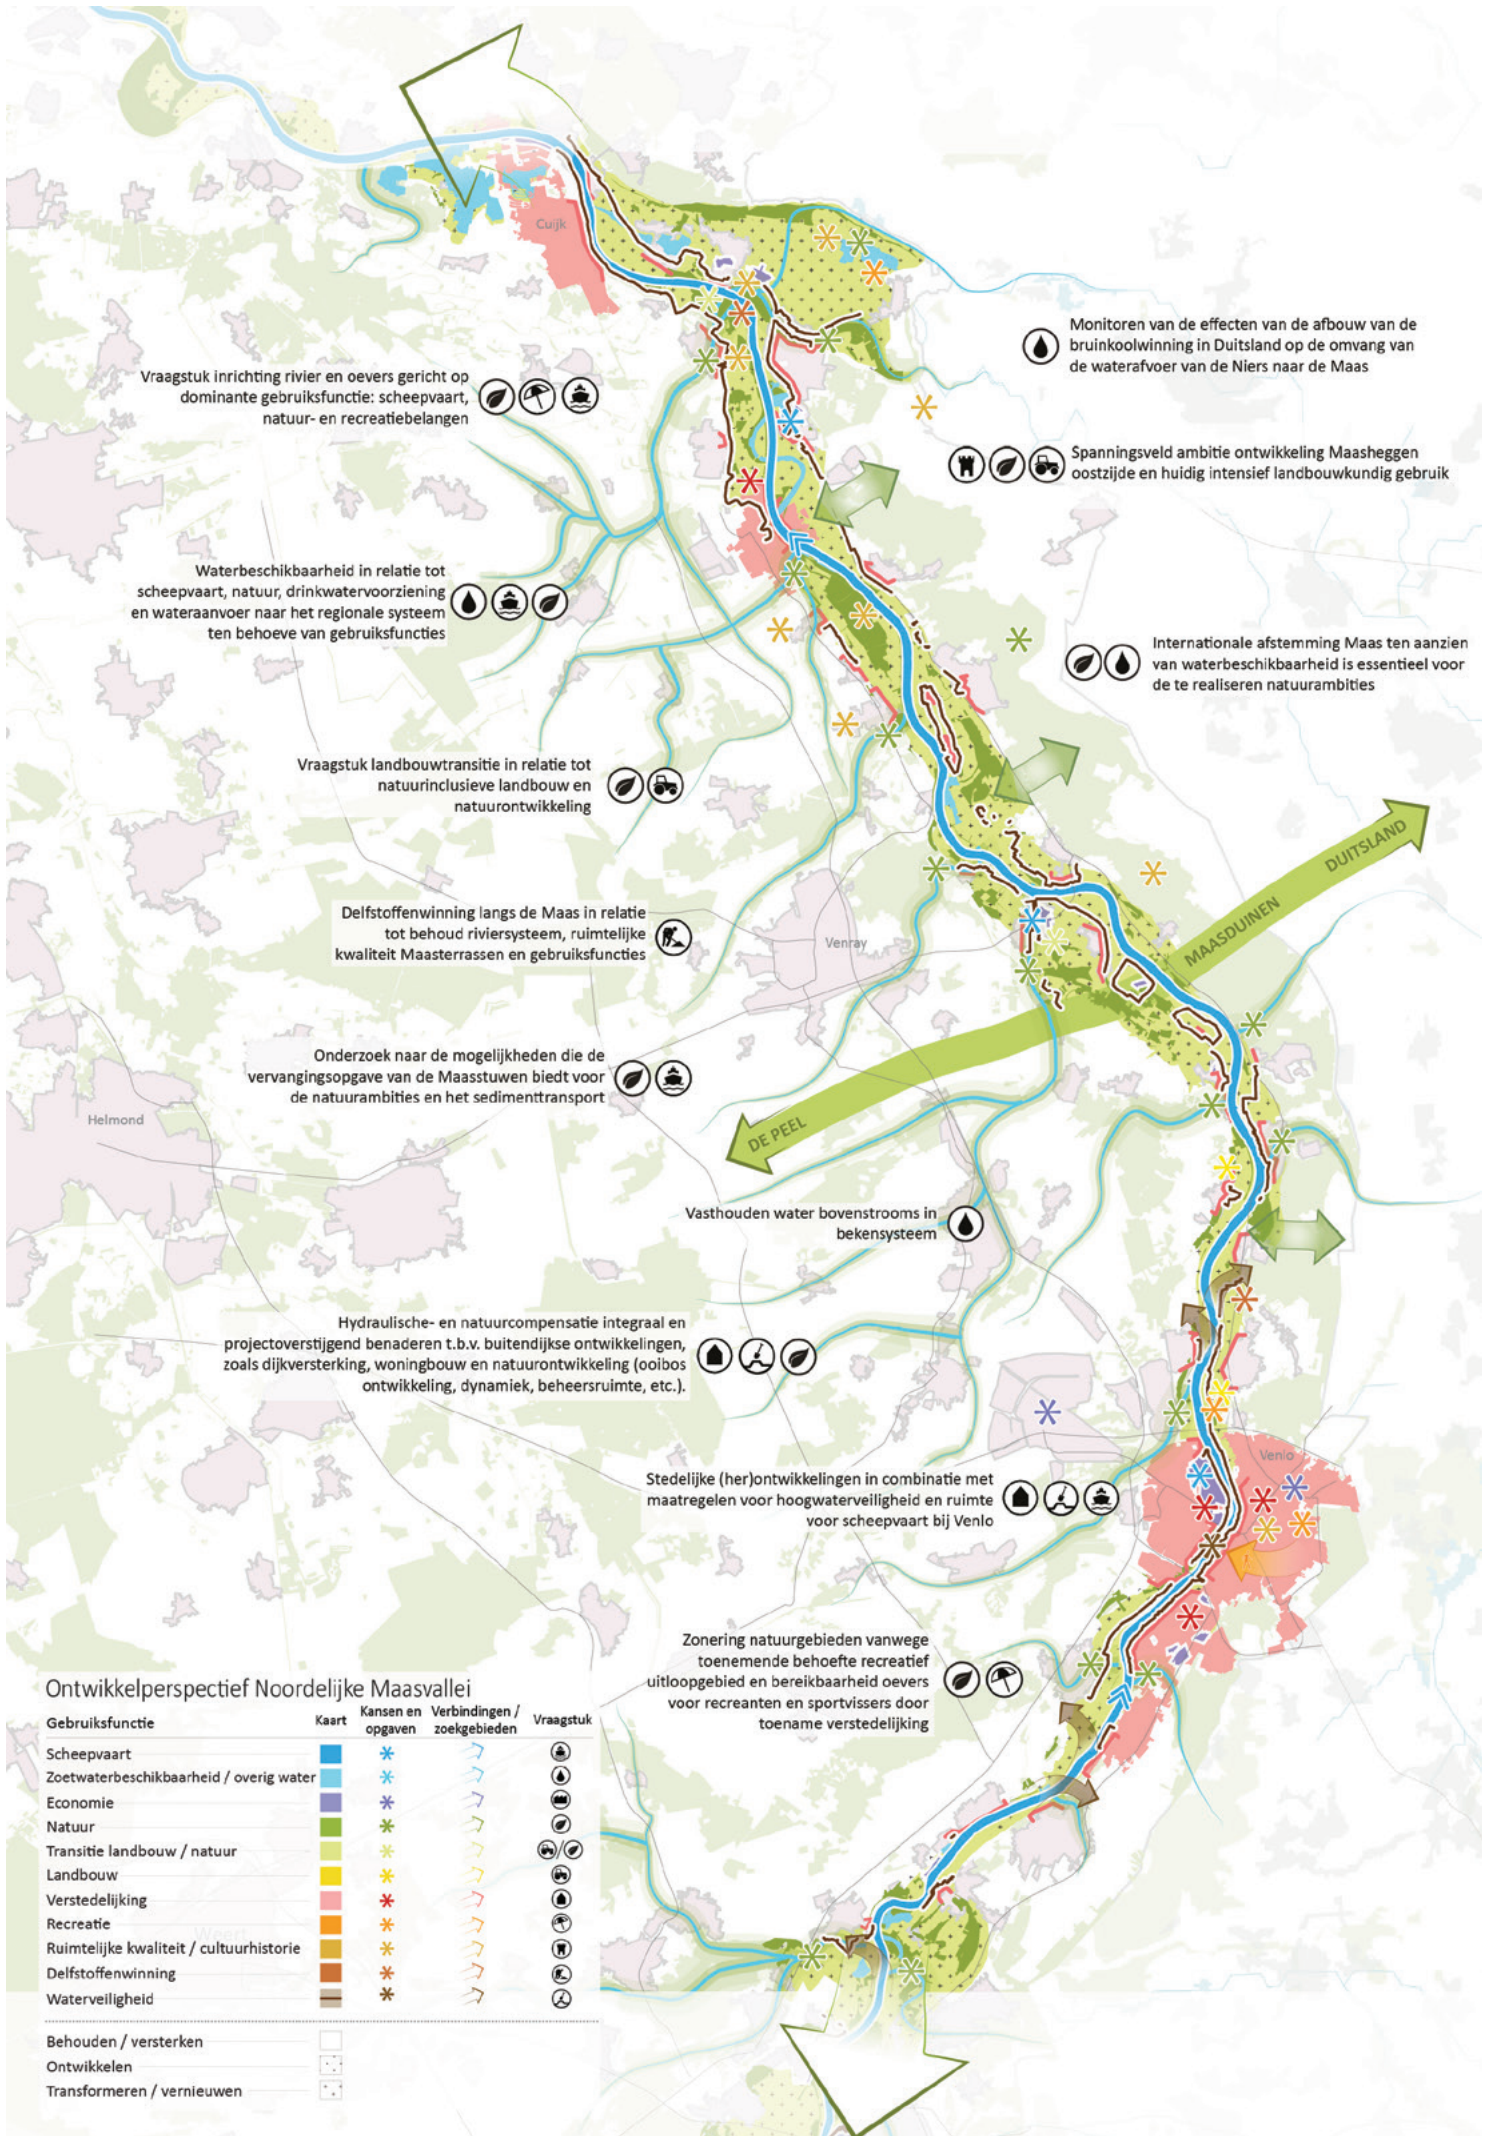 Cuijk
Monitoren van de effecten van de afbouw van de
bruinkoolwinning in Duitsland op de omvang van
de waterafvoer van de Niers naar de Maas
Vraagstuk inrichting rivier en oevers gericht op
dominante gebruiksfunctie: scheepvaart,
natuur- en recreatiebelangen
Spanningsveld ambitie ontwikkeling Maasheggen
oostzijde en huidig intensief landbouwkundig gebruik
Waterbeschikbaarheid in relatie tot
scheepvaart, natuur, drinkwatervoorziening
en wateraanvoer naar het regionale systeem
ten behoeve van gebruiksfuncties
Internationale afstemming Maas ten aanzien
van waterbeschikbaarheid is essentieel voor
de te realiseren natuurambities
Vraagstuk landbouwtransitie in relatie tot
natuurinclusieve landbouw en
natuurontwikkeling
DUITSLAND
MAASDUINEN
Delfstoffenwinning langs de Maas in relatie
tot behoud riviersysteem, ruimtelijke
kwaliteit Maasterrassen en gebruiksfuncties
Venray
Onderzoek naar de mogelijkheden die de
vervangingsopgave van de Maasstuwen biedt voor
de natuurambities en het sedimenttransport
Helmond
DE PEEL
Vasthouden water bovenstrooms in
bekensysteem
Hydraulische- en natuurcompensatie integraal en
projectoverstijgend benaderen t.b.v. buitendijkse ontwikkelingen,
zoals dijkversterking, woningbouw en natuurontwikkeling (ooibos
ontwikkeling, dynamiek, beheersruimte, etc.).
Venlo
Stedelijke (her)ontwikkelingen in combinatie met
maatregelen voor hoogwaterveiligheid en ruimte
voor scheepvaart bij Venlo
Zonering natuurgebieden vanwege
toenemende behoefte recreatief
uitloopgebied en bereikbaarheid oevers
voor recreanten en sportvissers door
toename verstedelijking
Ontwikkelperspectief Noordelijke Maasvallei
Gebruiksfunctie Kaart Kansen en opgaven Verbindingen / zoekgebieden Vraagstuk
Scheepvaart
Zoetwaterbeschikbaarheid / overig water
Economie
Natuur
Transitie landbouw / natuur
Landbouw
Verstedelijking
Recreatie
Weert
Ruimtelijke kwaliteit / cultuurhistorie
Delfstoffenwinning
Waterveiligheid
Behouden / versterken
Ontwikkelen
Transformeren / vernieuwen